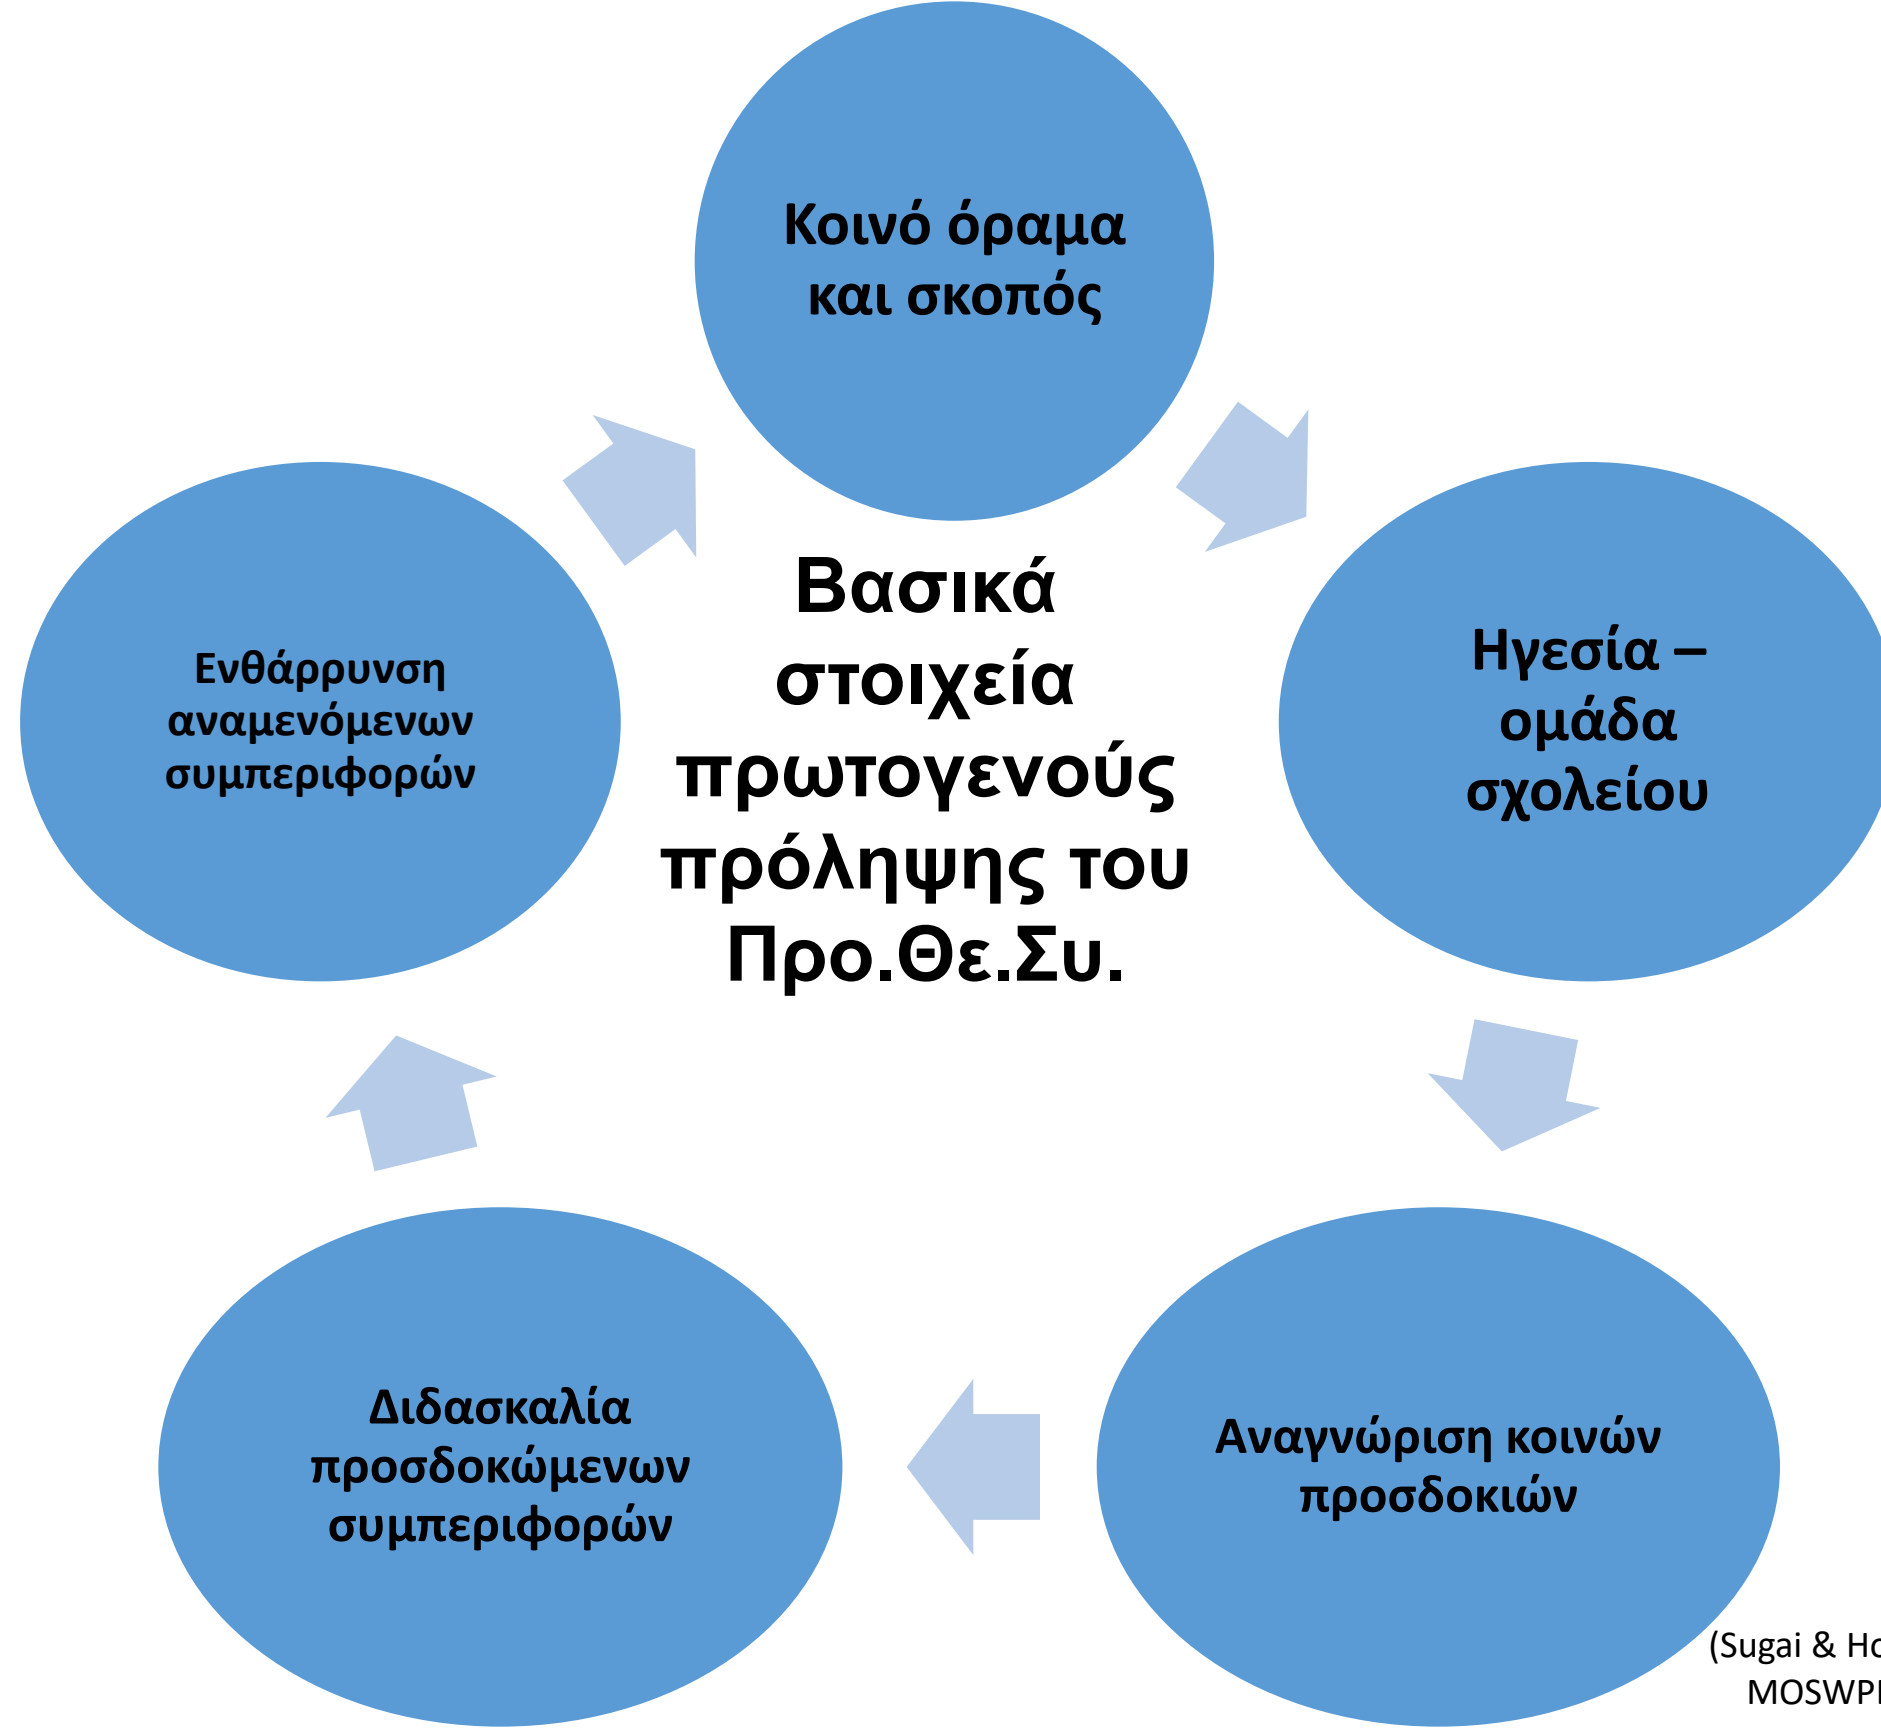 Κοινό όραμα
και σκοπός
Ηγεσία –
ομάδα
σχολείου
Αναγνώριση κοινών
προσδοκιών
Διδασκαλία
προσδοκώμενων
συμπεριφορών
Ενθάρρυνση
αναμενόμενων
συμπεριφορών
Βασικά
στοιχεία
πρωτογενούς
πρόληψης του
Προ.Θε.Συ.
(Sugai &